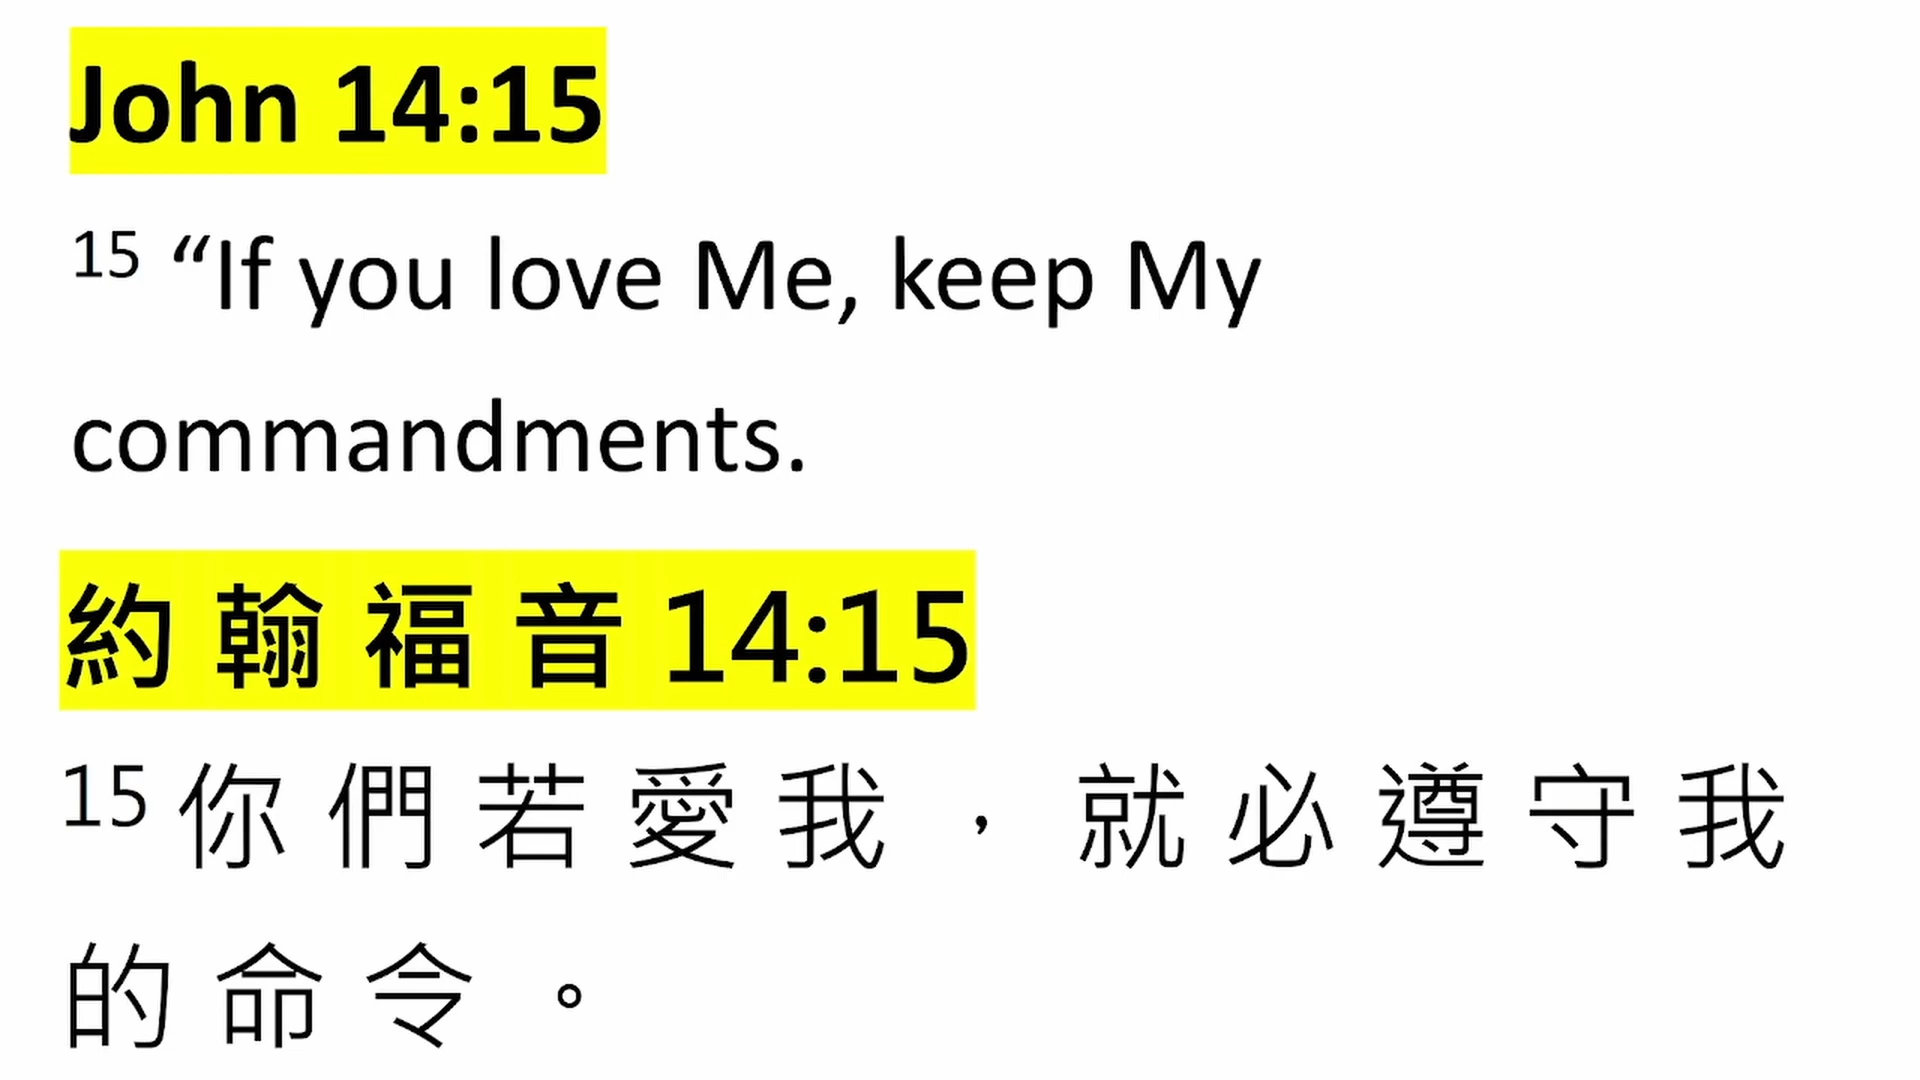 John 14:15
15 “If you love Me, keep My
commandments.
約 翰 福 音 14:15
15 你 們 若 愛 我 ， 就 必 遵 守 我
的 命 令 。